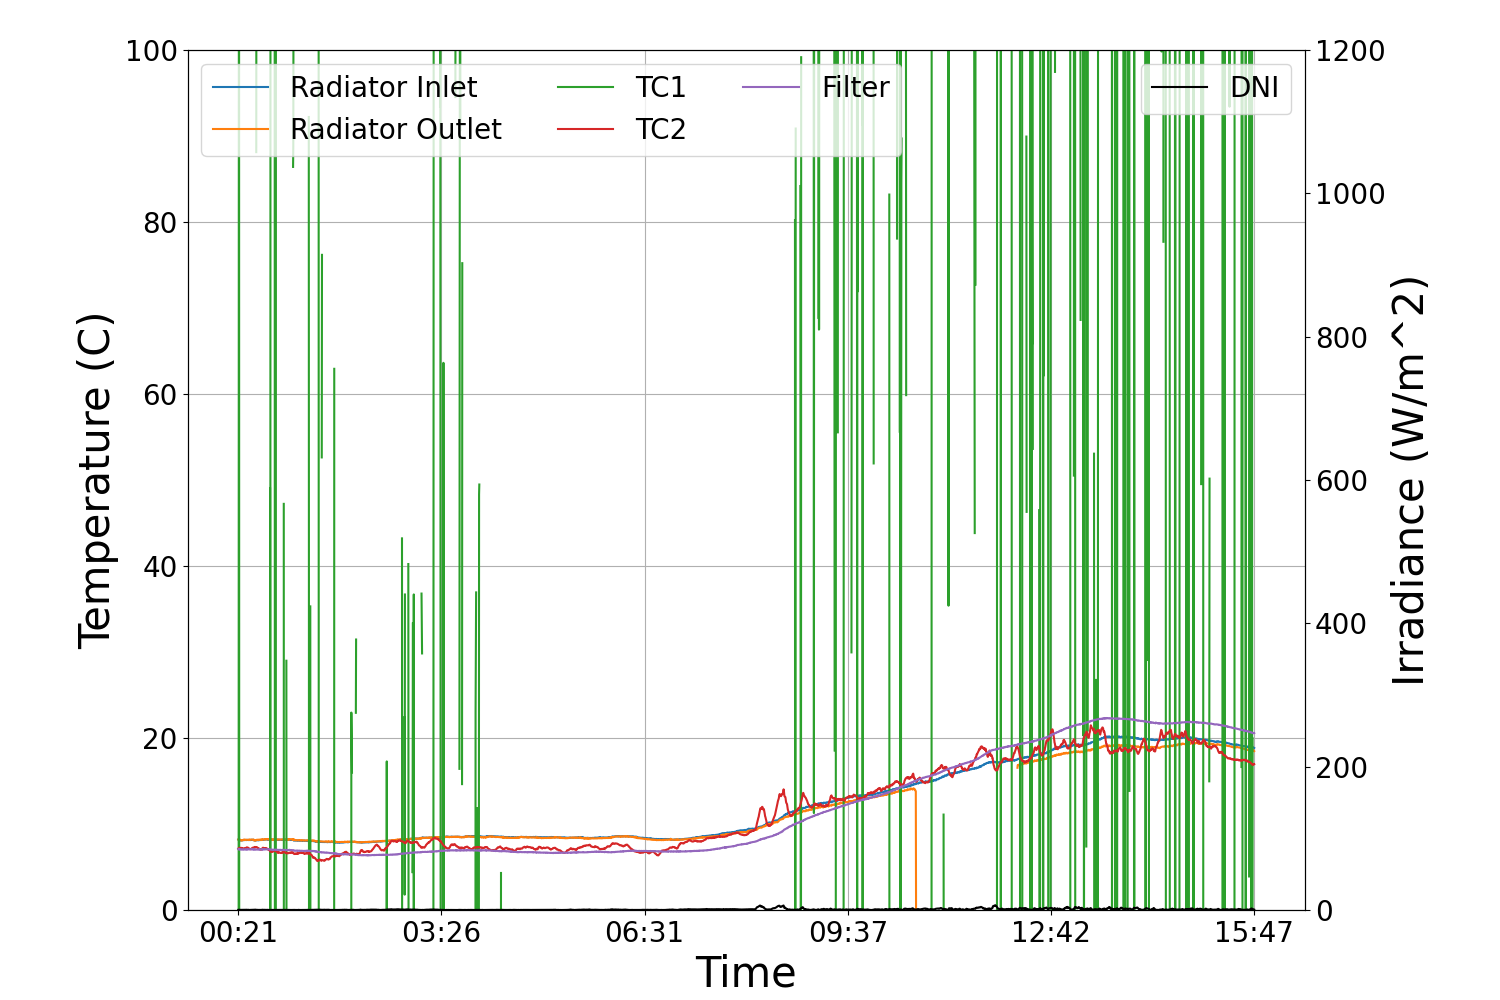 Temperature (C)
100
80
60
40
20
0
Radiator Inlet
Radiator Outlet
TC1
TC2
Filter
DNI
1200
1000
800
600
400
200
0
Irradiance (W/m^2)
00:21
03:26
06:31
09:37
12:42
15:47
Time